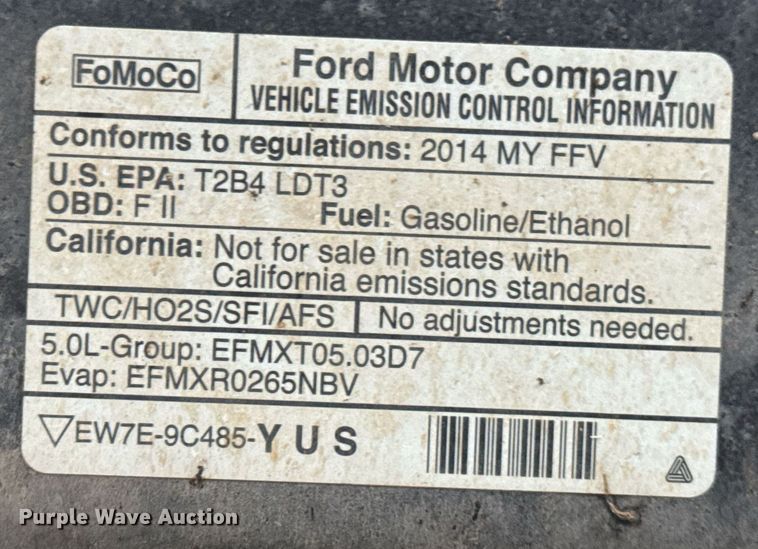 FoMoCo
Ford Motor Company
VEHICLE EMISSION CONTROL INFORMATION
Conforms to regulations: 2014 MY FFV
U.S. EPA: T2B4 LDT3
OBD: F II Fuel: Gasoline/Ethanol
California: Not for sale in states with
California emissions standards.
TWC/HO2S/SFI/AFS No adjustments needed.
5.0L-Group: EFMXT05.03D7
Evap: EFMXR0265NBV
EW7E-9C485-YUS
Purple Wave Auction